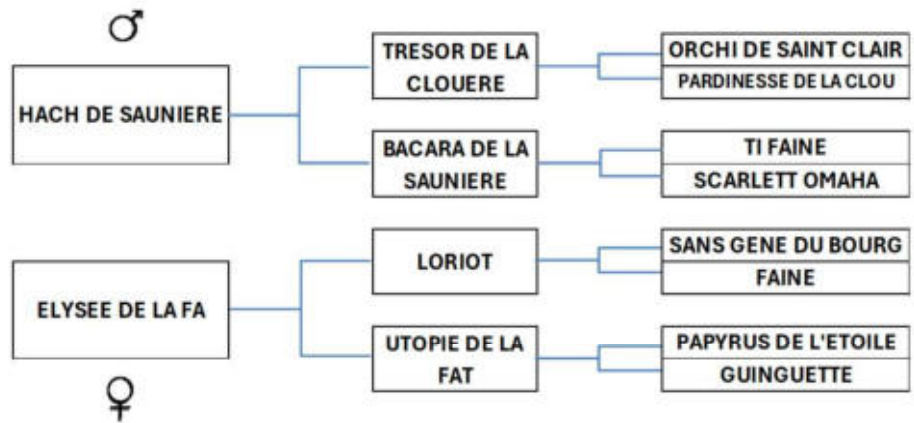 ♂
HACH DE SAUNIERE
TRESOR DE LA
CLOUERE
ORCHI DE SAINT CLAIR
PARDINESSE DE LA CLOU
BACARA DE LA
SAUNIERE
TI FAINE
SCARLETT OMAHA
ELYSEE DE LA FA
LORIOT
SANS GENE DU BOURG
FAINE
UTOPIE DE LA
FAT
PAPYRUS DE L'ETOILE
GUINGUETTE
♀